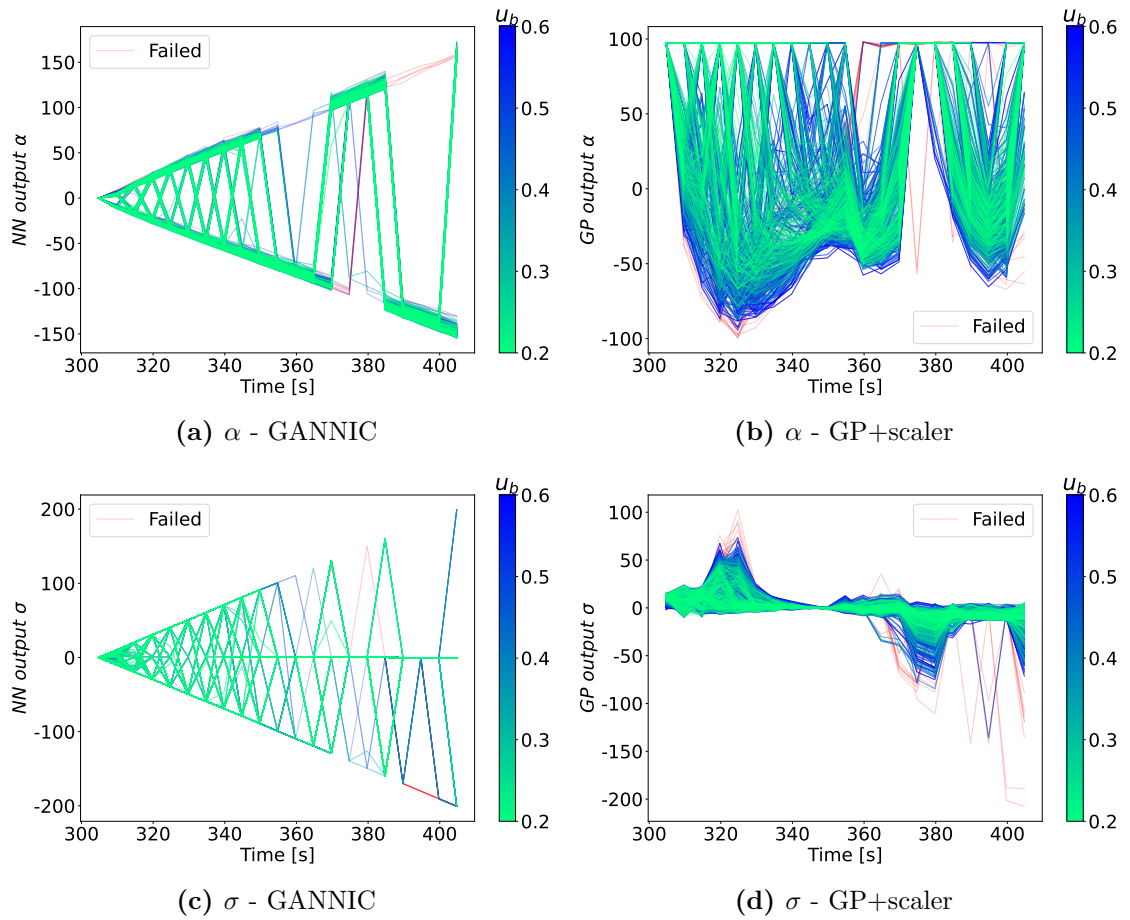 u_b
Failed
NN output α
150
100
50
0
-50
-100
-150
300 320 340 360 380 400
Time [s]
0.6
0.5
0.4
0.3
0.2
(a) α - GANNIC
u_b
Failed
GP output α
100
50
0
-50
-100
300 320 340 360 380 400
Time [s]
0.6
0.5
0.4
0.3
0.2
(b) α - GP+scaler
u_b
Failed
NN output σ
200
100
0
-100
-200
300 320 340 360 380 400
Time [s]
0.6
0.5
0.4
0.3
0.2
(c) σ - GANNIC
u_b
Failed
GP output σ
100
50
0
-50
-100
-150
-200
300 320 340 360 380 400
Time [s]
0.6
0.5
0.4
0.3
0.2
(d) σ - GP+scaler